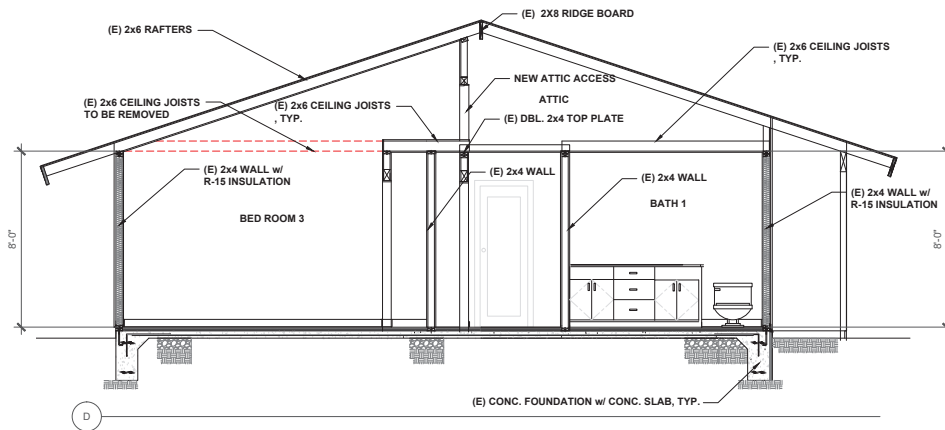 (E) 2X8 RIDGE BOARD
(E) 2x6 RAFTERS
(E) 2x6 CEILING JOISTS
, TYP.
NEW ATTIC ACCESS
ATTIC
(E) 2x6 CEILING JOISTS
TO BE REMOVED
(E) 2x6 CEILING JOISTS
, TYP.
(E) DBL. 2x4 TOP PLATE
(E) 2x4 WALL w/
R-15 INSULATION
(E) 2x4 WALL
(E) 2x4 WALL
(E) 2x4 WALL w/
R-15 INSULATION
BED ROOM 3
BATH 1
8'-0"
8'-0"
(E) CONC. FOUNDATION w/ CONC. SLAB, TYP.
D